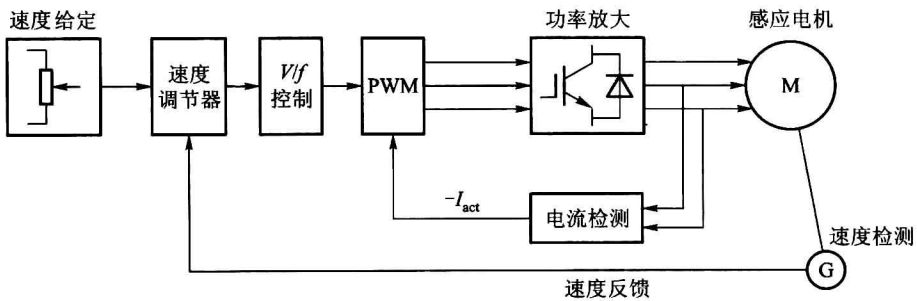 速度给定
速度
调节器
V/f
控制
PWM
功率放大
感应电机
M
-I_act
电流检测
速度检测
G
速度反馈